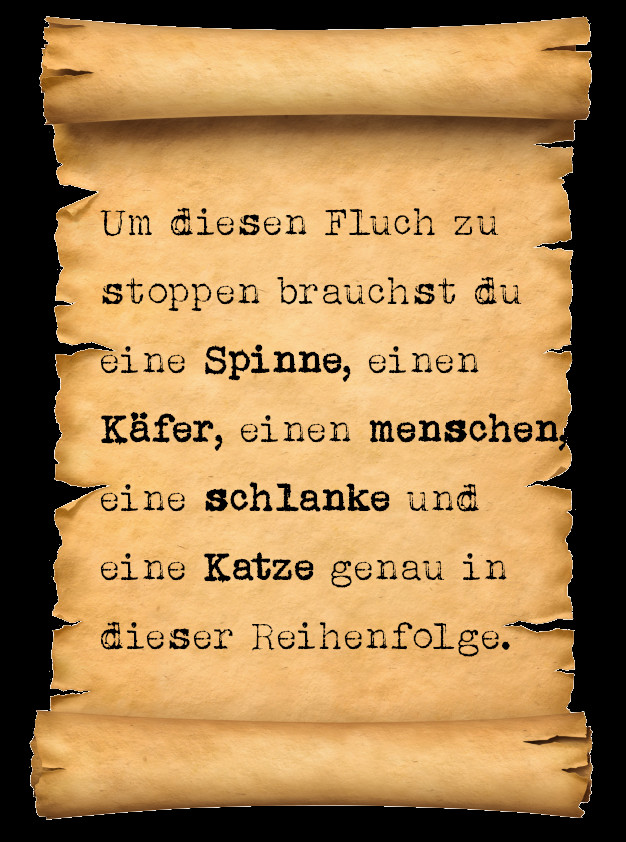 Um diesen Fluch zu
stoppen brauchst du
eine Spinne, einen
Käfer, einen menschen,
eine schlanke und
eine Katze genau in
dieser Reihenfolge.